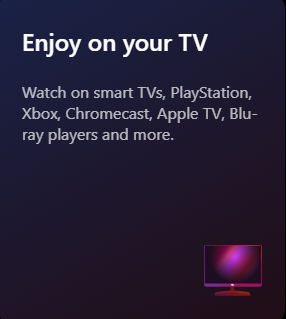 Enjoy on your TV
Watch on smart TVs, PlayStation,
Xbox, Chromecast, Apple TV, Blu-
ray players and more.